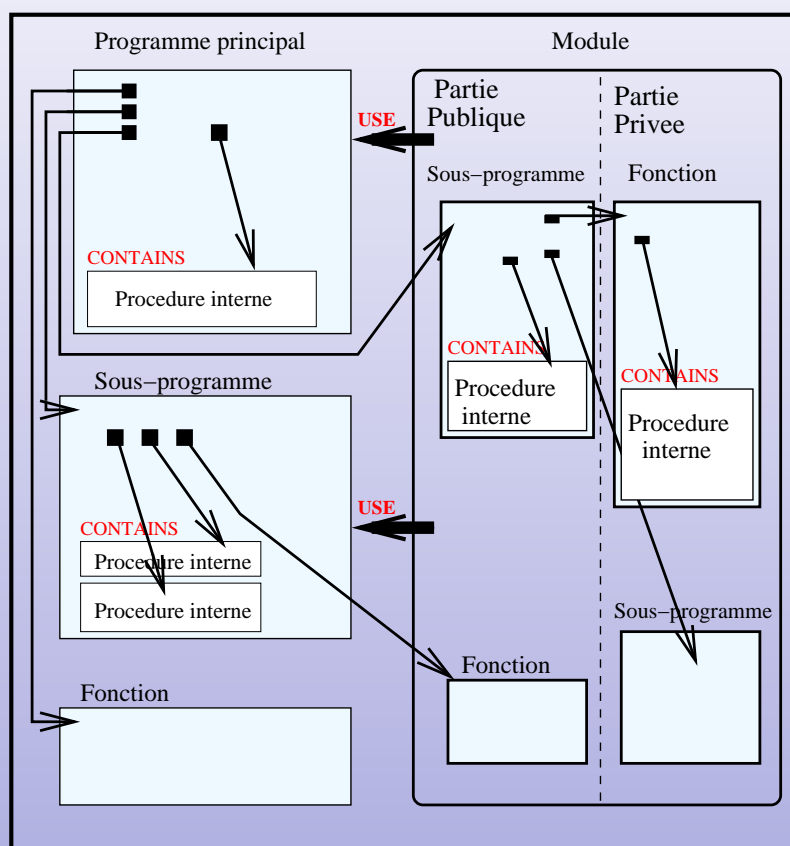 Programme principal
Module
Partie
Publique
Partie
Privee
USE
Sous−programme
Fonction
CONTAINS
Procedure interne
CONTAINS
Procedure
interne
CONTAINS
Procedure
interne
Sous−programme
USE
CONTAINS
Procedure interne
Procedure interne
Sous−programme
Fonction
Fonction